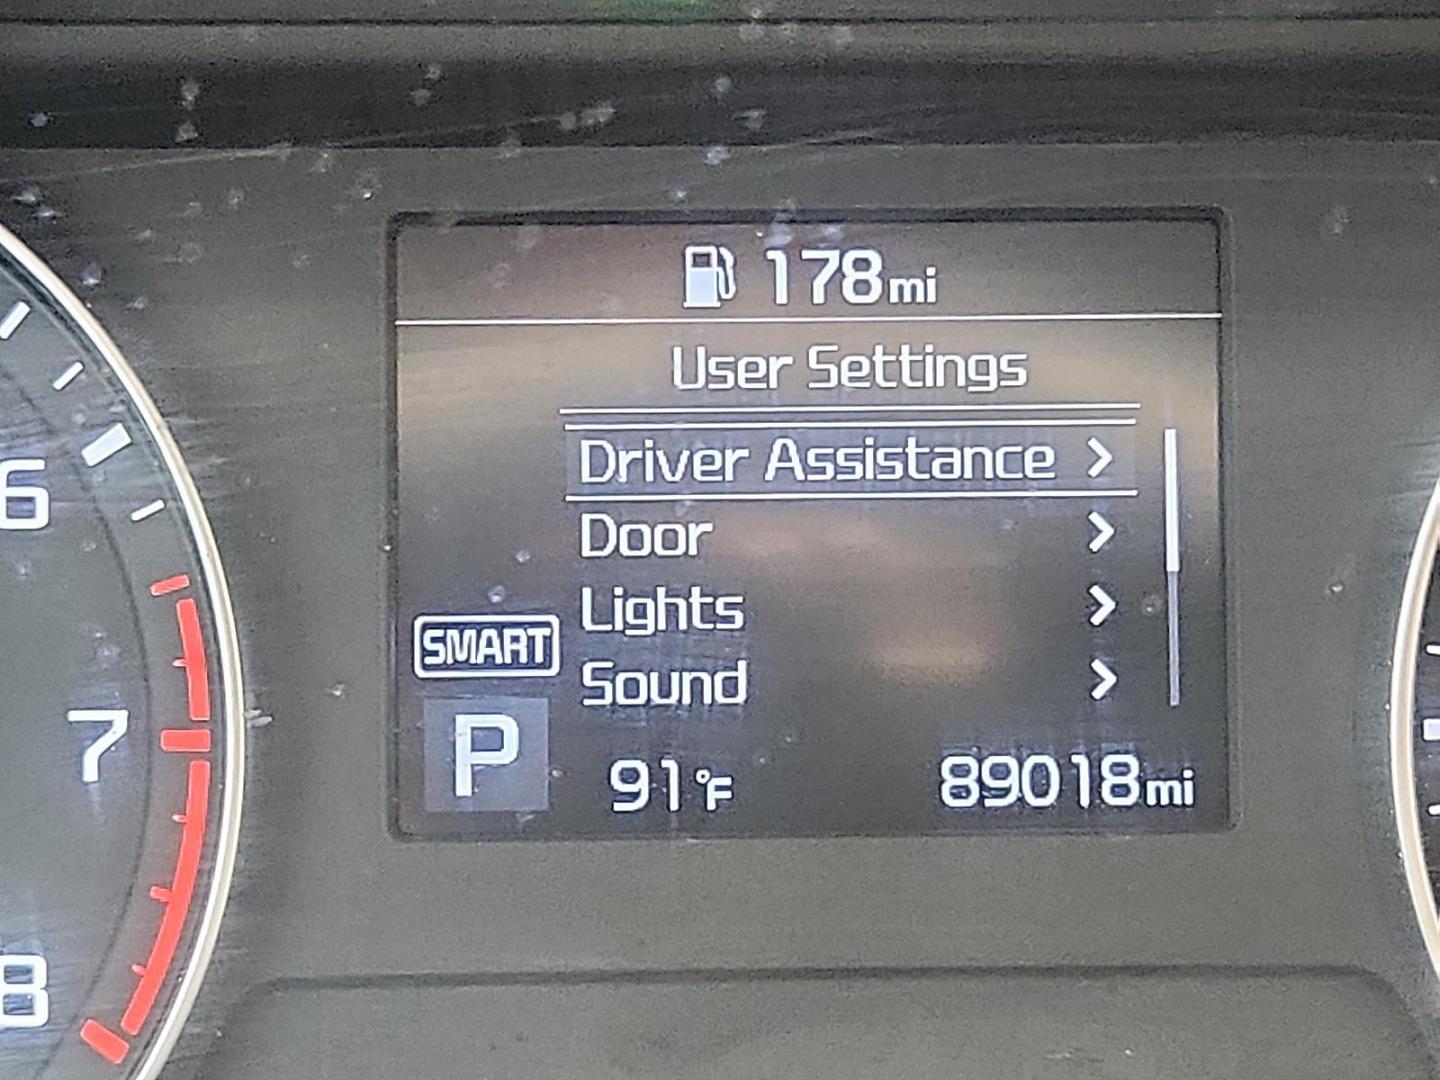 178mi
User Settings
Driver Assistance >
Door >
Lights >
Sound >
SMART
P
91°F
89018mi
6
7
8